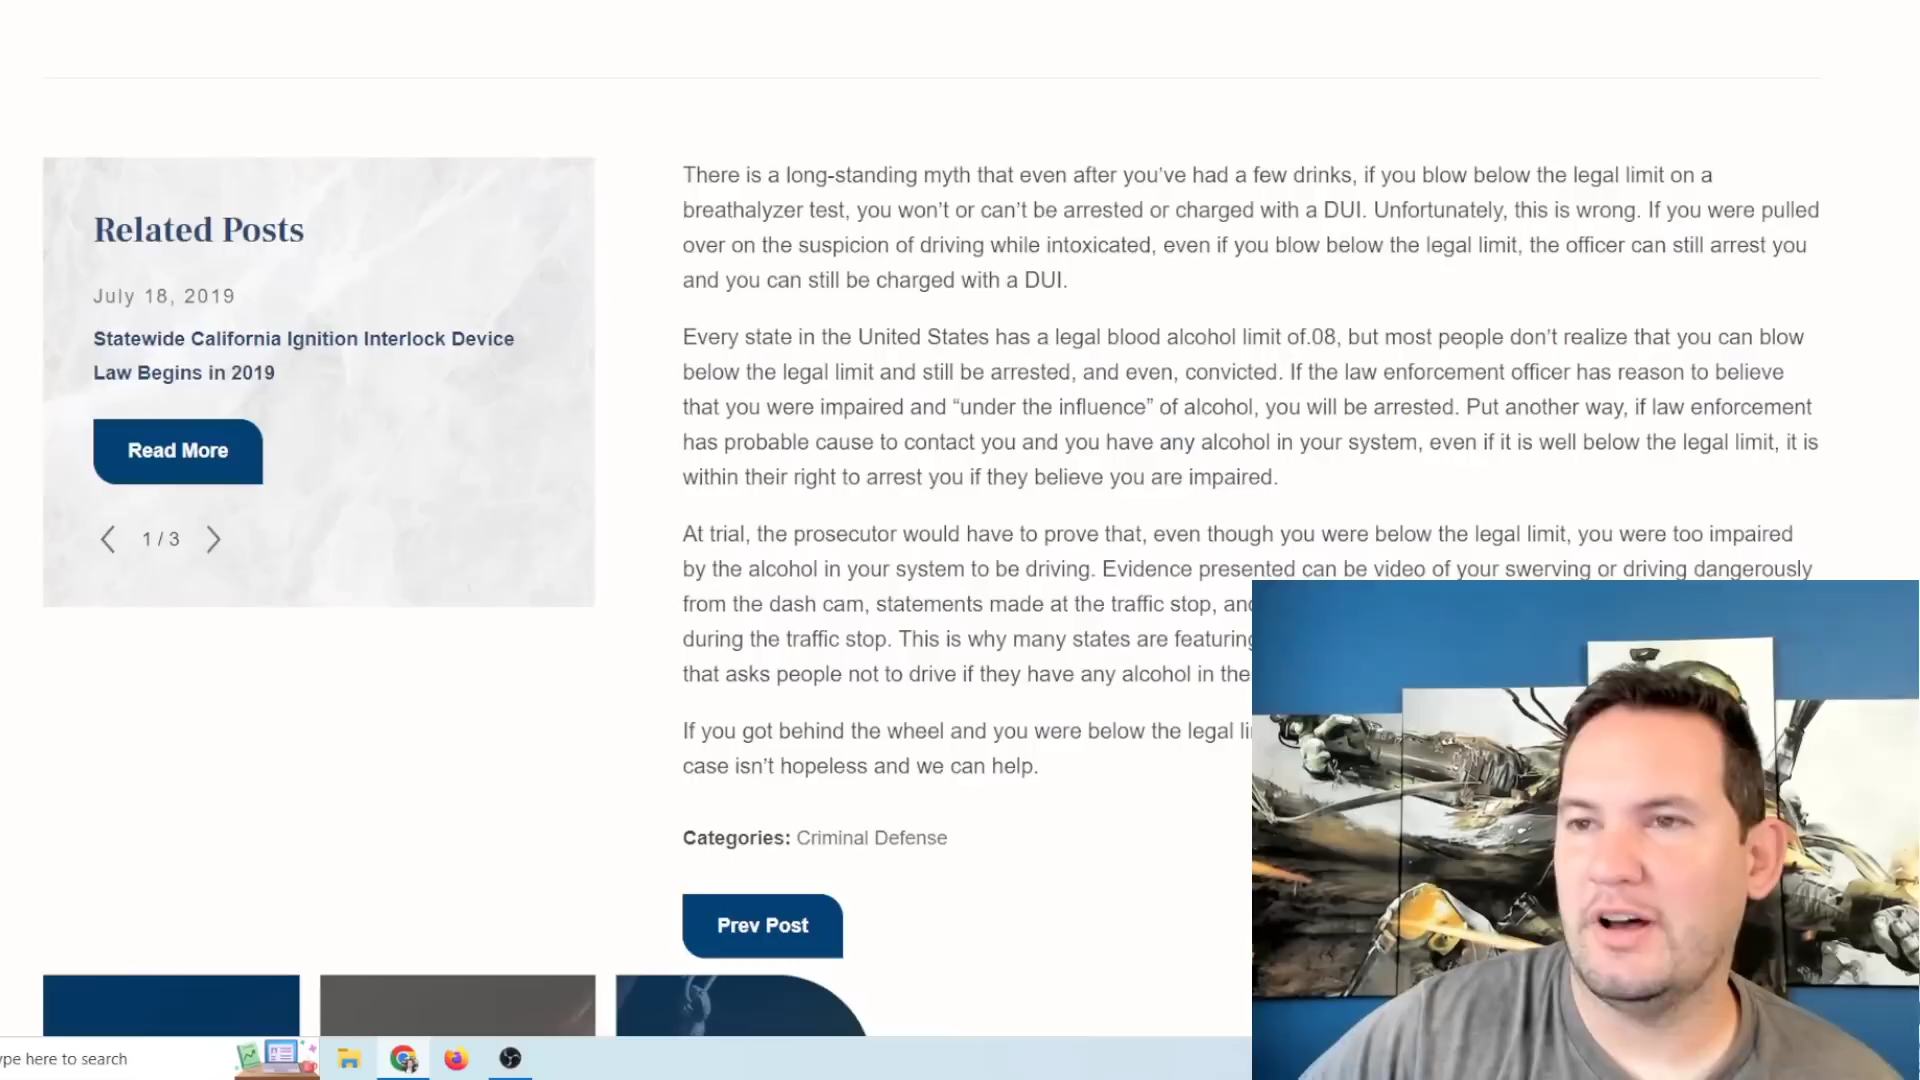 Related Posts
July 18, 2019
Statewide California Ignition Interlock Device
Law Begins in 2019
Read More
1 / 3
There is a long-standing myth that even after you’ve had a few drinks, if you blow below the legal limit on a
breathalyzer test, you won’t or can’t be arrested or charged with a DUI. Unfortunately, this is wrong. If you were pulled
over on the suspicion of driving while intoxicated, even if you blow below the legal limit, the officer can still arrest you
and you can still be charged with a DUI.
Every state in the United States has a legal blood alcohol limit of.08, but most people don’t realize that you can blow
below the legal limit and still be arrested, and even, convicted. If the law enforcement officer has reason to believe
that you were impaired and “under the influence” of alcohol, you will be arrested. Put another way, if law enforcement
has probable cause to contact you and you have any alcohol in your system, even if it is well below the legal limit, it is
within their right to arrest you if they believe you are impaired.
At trial, the prosecutor would have to prove that, even though you were below the legal limit, you were too impaired
by the alcohol in your system to be driving. Evidence presented can be video of your swerving or driving dangerously
from the dash cam, statements made at the traffic stop, and
during the traffic stop. This is why many states are featuring
that asks people not to drive if they have any alcohol in the
If you got behind the wheel and you were below the legal li
case isn’t hopeless and we can help.
Categories: Criminal Defense
Prev Post
ype here to search